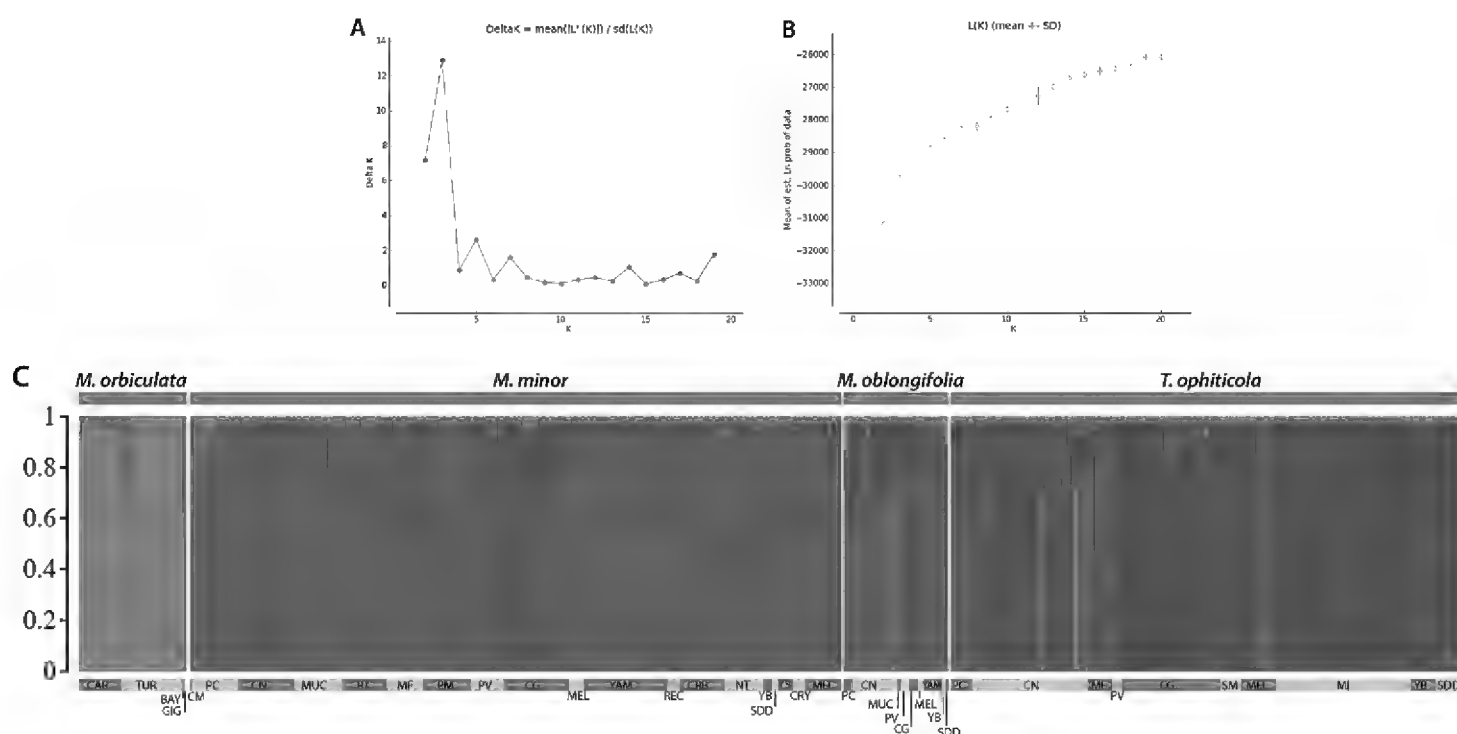 A
DeltaK = mean(|L"(K)|) / sd(L(K))
14
12
10
8
6
4
2
0
Delta K
5
10
15
20
K
B
L(K) (mean +- SD)
−26000
−27000
−28000
−29000
−30000
−31000
−32000
−33000
Mean of est. Ln prob of data
0
5
10
15
20
K
C
M. orbiculata
M. minor
M. oblongifolia
T. ophiticola
1
0.8
0.6
0.4
0.2
0
CAR TUR PC CN MUC MF PM PV CG YAM CRB NT YB MEL CN YAM PC CN MF CG SM MEL MJ YB SDD
BAY CM MEL REC SDD CRY PC MUC MEL PV
GIG PV YB
CG SDD